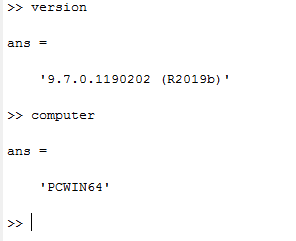 >> version
ans =
'9.7.0.1190202 (R2019b)'
>> computer
ans =
'PCWIN64'
>>